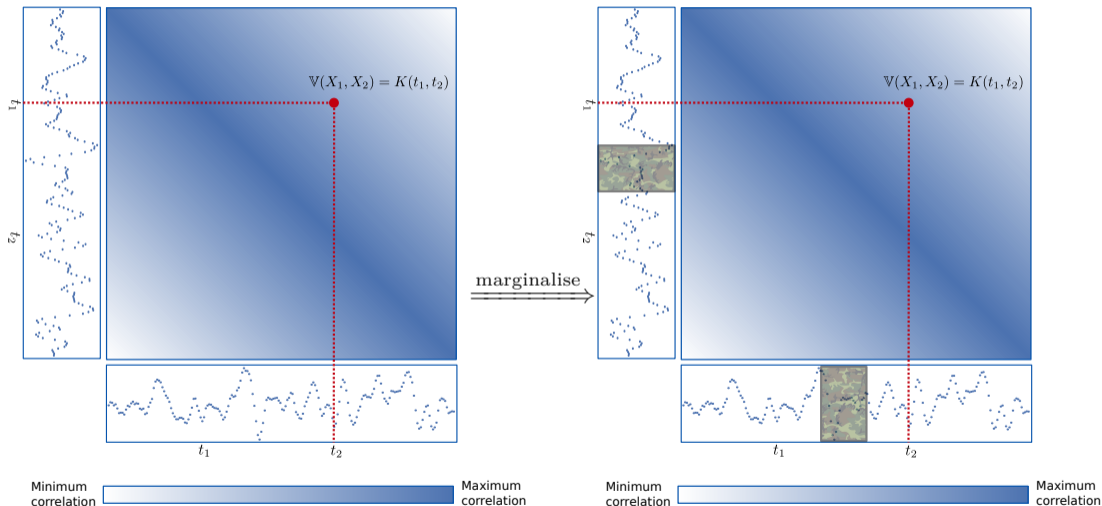 𝕍(X₁, X₂) = K(t₁, t₂)
t₁
t₂
t₁
t₂
Minimum
correlation
Maximum
correlation
marginalise
𝕍(X₁, X₂) = K(t₁, t₂)
t₁
t₂
t₁
t₂
Minimum
correlation
Maximum
correlation